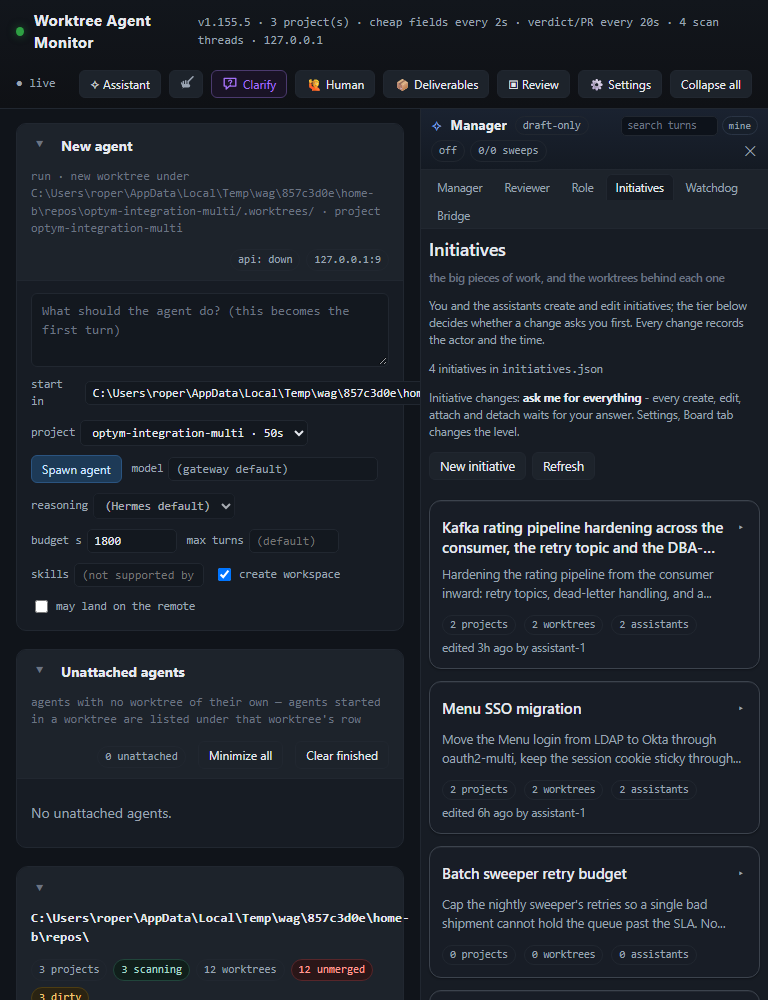 Worktree Agent
Monitor
v1.155.5 · 3 project(s) · cheap fields every 2s · verdict/PR every 20s · 4 scan
threads · 127.0.0.1
live
Assistant
Clarify
Human
Deliverables
Review
Settings
Collapse all
New agent
run · new worktree under
C:\Users\roper\AppData\Local\Temp\wag\857c3d0e\home-
b\repos\optym-integration-multi/.worktrees/ · project
optym-integration-multi
api: down 127.0.0.1:9
What should the agent do? (this becomes the
first turn)
start
in
C:\Users\roper\AppData\Local\Temp\wag\857c3d0e\hom
project optym-integration-multi · 50s
Spawn agent model (gateway default)
reasoning (Hermes default)
budget s 1800 max turns (default)
skills (not supported by create workspace
may land on the remote
Unattached agents
agents with no worktree of their own — agents started
in a worktree are listed under that worktree's row
0 unattached Minimize all Clear finished
No unattached agents.
C:\Users\roper\AppData\Local\Temp\wag\857c3d0e\home-
b\repos\
3 projects 3 scanning 12 worktrees 12 unmerged
3 dirty
Manager draft-only search turns mine
off 0/0 sweeps
Manager Reviewer Role Initiatives Watchdog
Bridge
Initiatives
the big pieces of work, and the worktrees behind each one
You and the assistants create and edit initiatives; the tier below
decides whether a change asks you first. Every change records
the actor and the time.
4 initiatives in initiatives.json
Initiative changes: ask me for everything - every create, edit,
attach and detach waits for your answer. Settings, Board tab
changes the level.
New initiative Refresh
Kafka rating pipeline hardening across the
consumer, the retry topic and the DBA-...
Hardening the rating pipeline from the consumer
inward: retry topics, dead-letter handling, and a...
2 projects 2 worktrees 2 assistants
edited 3h ago by assistant-1
Menu SSO migration
Move the Menu login from LDAP to Okta through
oauth2-multi, keep the session cookie sticky through...
2 projects 2 worktrees 2 assistants
edited 6h ago by assistant-1
Batch sweeper retry budget
Cap the nightly sweeper's retries so a single bad
shipment cannot hold the queue past the SLA. No...
0 projects 0 worktrees 0 assistants